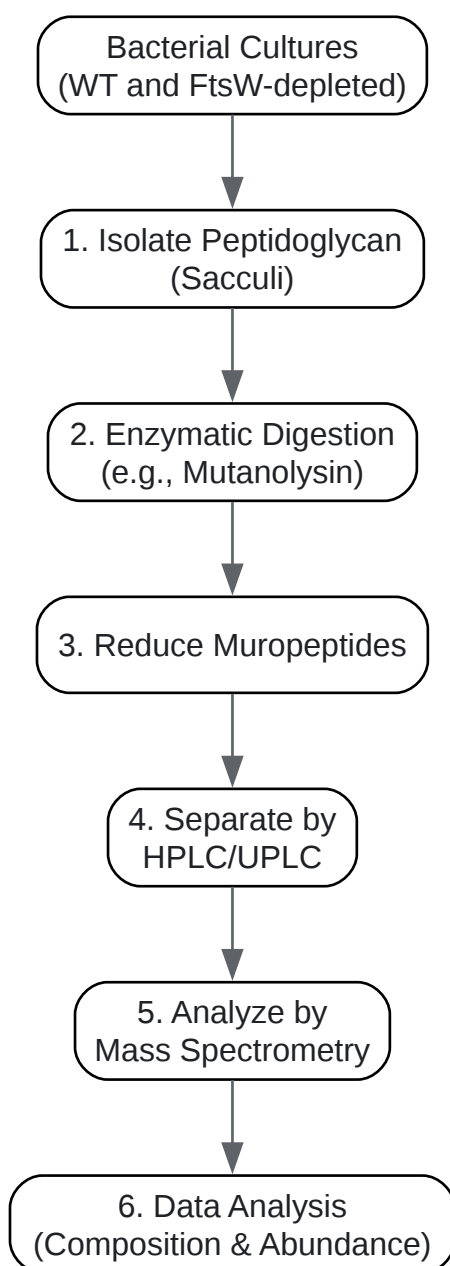 Bacterial Cultures
(WT and FtsW-depleted)
1. Isolate Peptidoglycan
(Sacculi)
2. Enzymatic Digestion
(e.g., Mutanolysin)
3. Reduce Muropeptides
4. Separate by
HPLC/UPLC
5. Analyze by
Mass Spectrometry
6. Data Analysis
(Composition & Abundance)